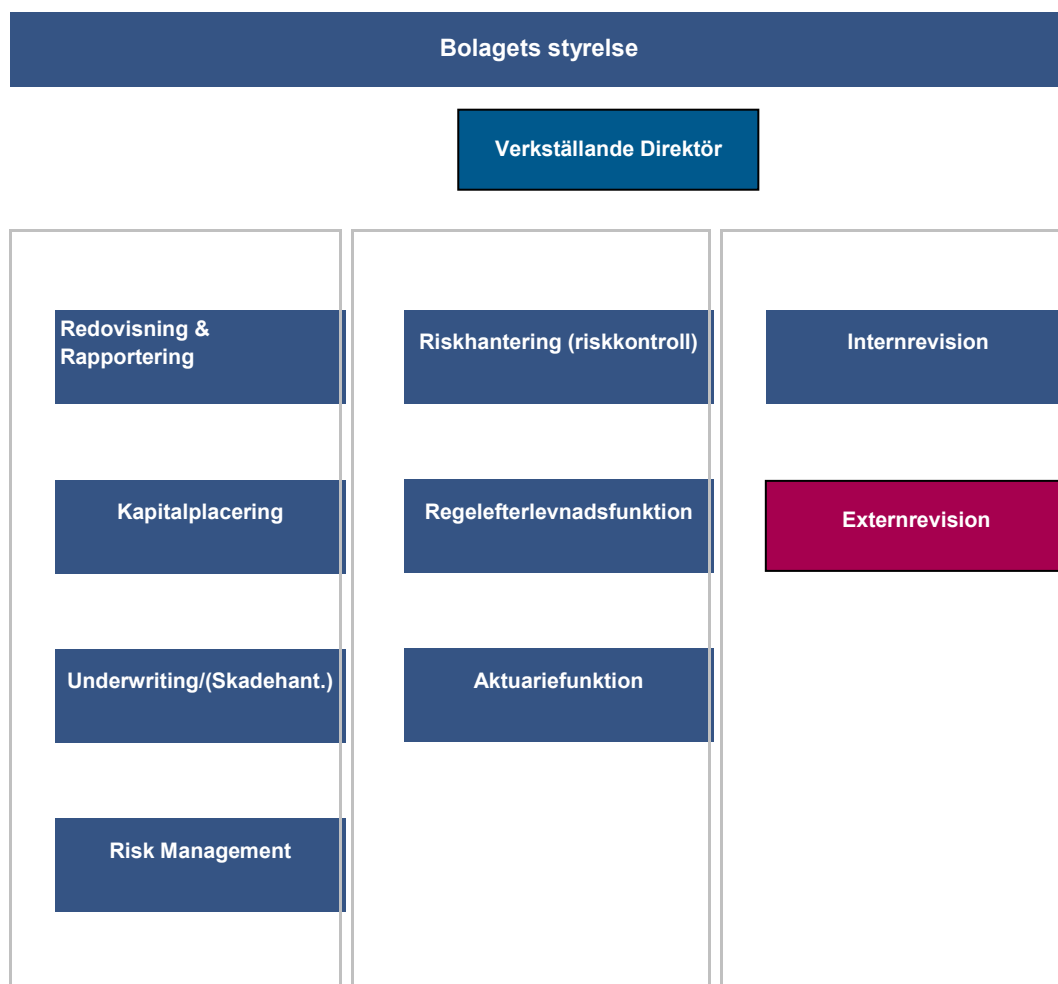 Bolagets styrelse
Verkställande Direktör
Redovisning &
Rapportering
Kapitalplacering
Underwriting/(Skadehant.)
Risk Management
Riskhantering (riskkontroll)
Regelefterlevnadsfunktion
Aktuariefunktion
Internrevision
Externrevision